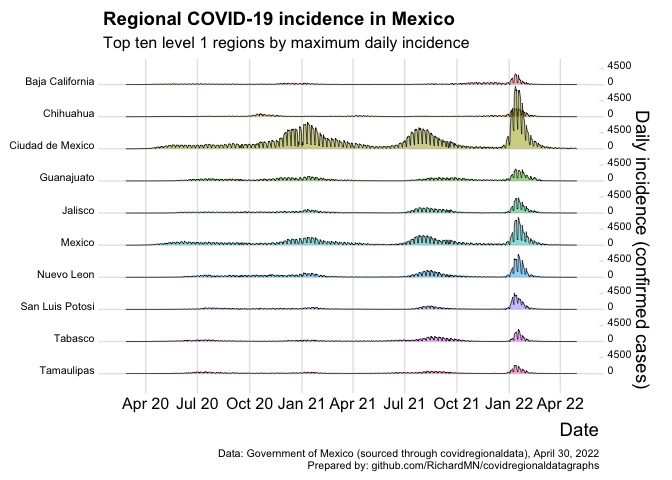 Regional COVID-19 incidence in Mexico
Top ten level 1 regions by maximum daily incidence
Baja California
4500
0
Chihuahua
4500
0
Ciudad de Mexico
4500
0
Guanajuato
4500
0
Jalisco
4500
0
Mexico
4500
0
Nuevo Leon
4500
0
San Luis Potosi
4500
0
Tabasco
4500
0
Tamaulipas
4500
0
Daily incidence (confirmed cases)
Apr 20 Jul 20 Oct 20 Jan 21 Apr 21 Jul 21 Oct 21 Jan 22 Apr 22
Date
Data: Government of Mexico (sourced through covidregionaldata), April 30, 2022
Prepared by: github.com/RichardMN/covidregionaldatagraphs